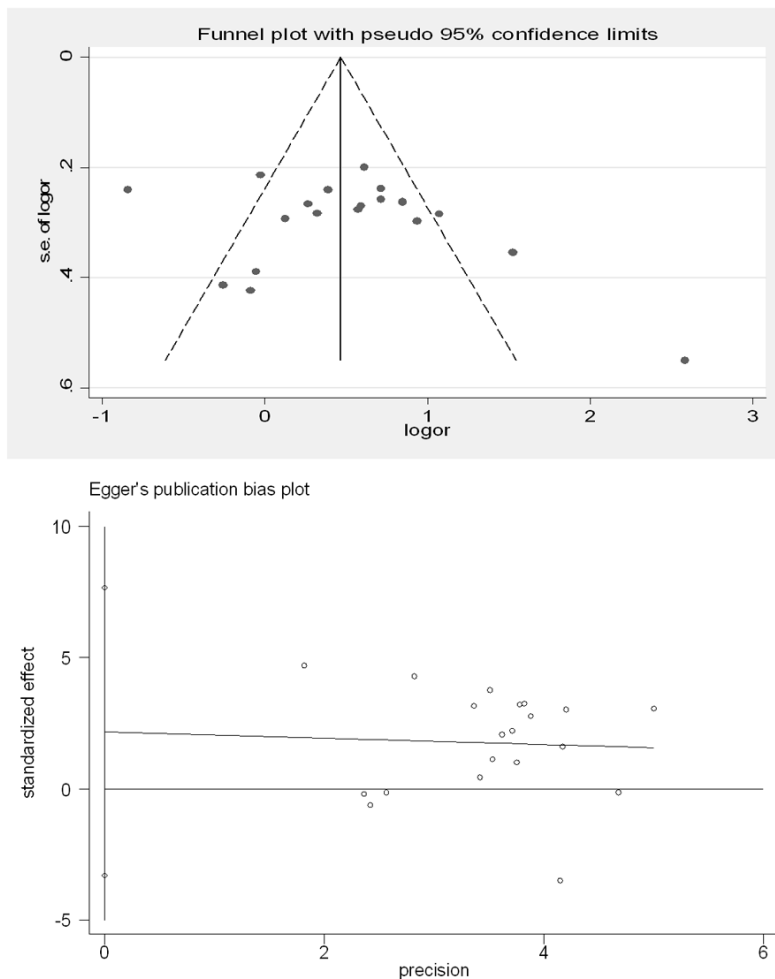 Funnel plot with pseudo 95% confidence limits
0
.2
.4
.6
s.e. of logor
-1 0 1 2 3
logor
Egger's publication bias plot
10
5
0
-5
standardized effect
0 2 4 6
precision